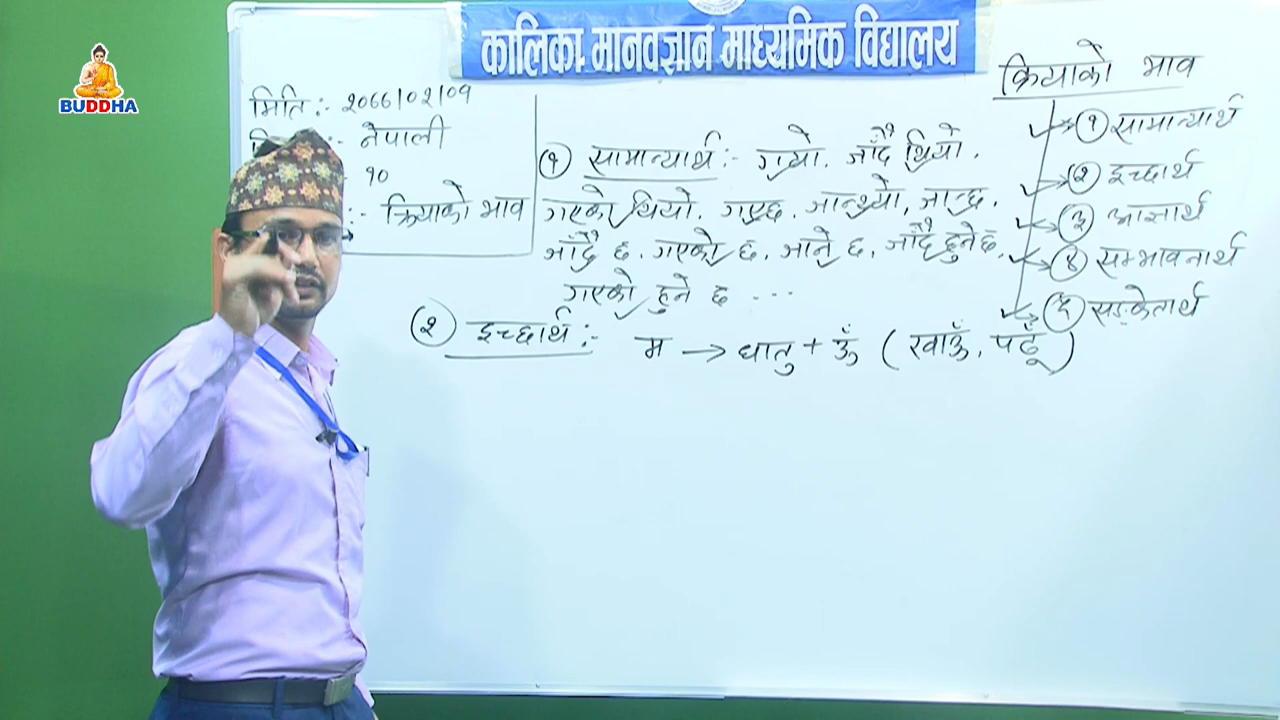 BUDDHA
कालिका मानवज्ञान माध्यमिक विद्यालय
मिति :- २०७७।०२।०१
:- नेपाली
१०
:- क्रियाको भाव
१ सामान्यार्थ :- गयो, जाँदै थियो,
गएको थियो, गएछ, जान्थ्यो, जान्छ,
जाँदै छ, गएको छ, जाने छ, जाँदै हुनेछ,
गएको हुने छ ...
२ इच्छार्थ :- म → धातु + ऊँ (खाऊँ, पढूँ)
क्रियाको भाव
१ सामान्यार्थ
२ इच्छार्थ
३ आज्ञार्थ
४ सम्भावनार्थ
५ सङ्केतार्थ